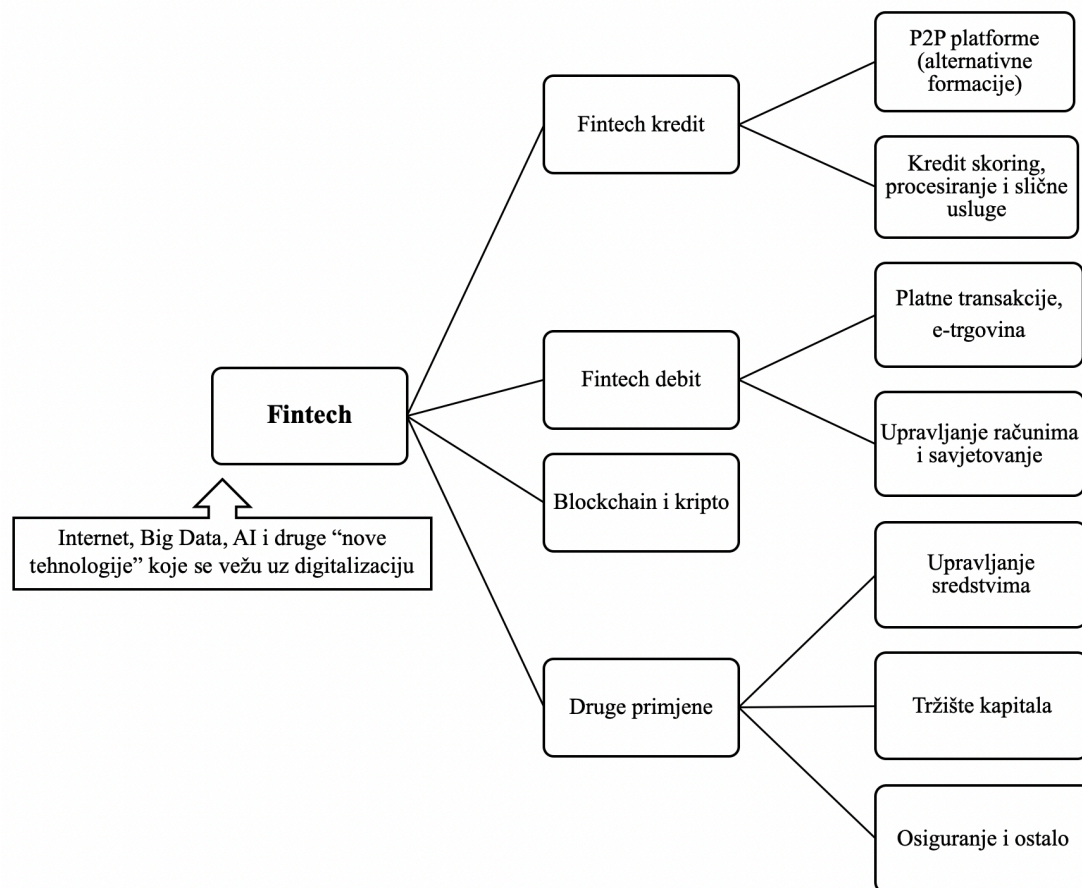 P2P platforme
(alternativne
formacije)
Fintech kredit
Kredit skoring,
procesiranje i slične
usluge
Platne transakcije,
e-trgovina
Fintech debit
Fintech
Upravljanje računima
i savjetovanje
Blockchain i kripto
Internet, Big Data, AI i druge “nove
tehnologije” koje se vežu uz digitalizaciju
Upravljanje
sredstvima
Druge primjene
Tržište kapitala
Osiguranje i ostalo